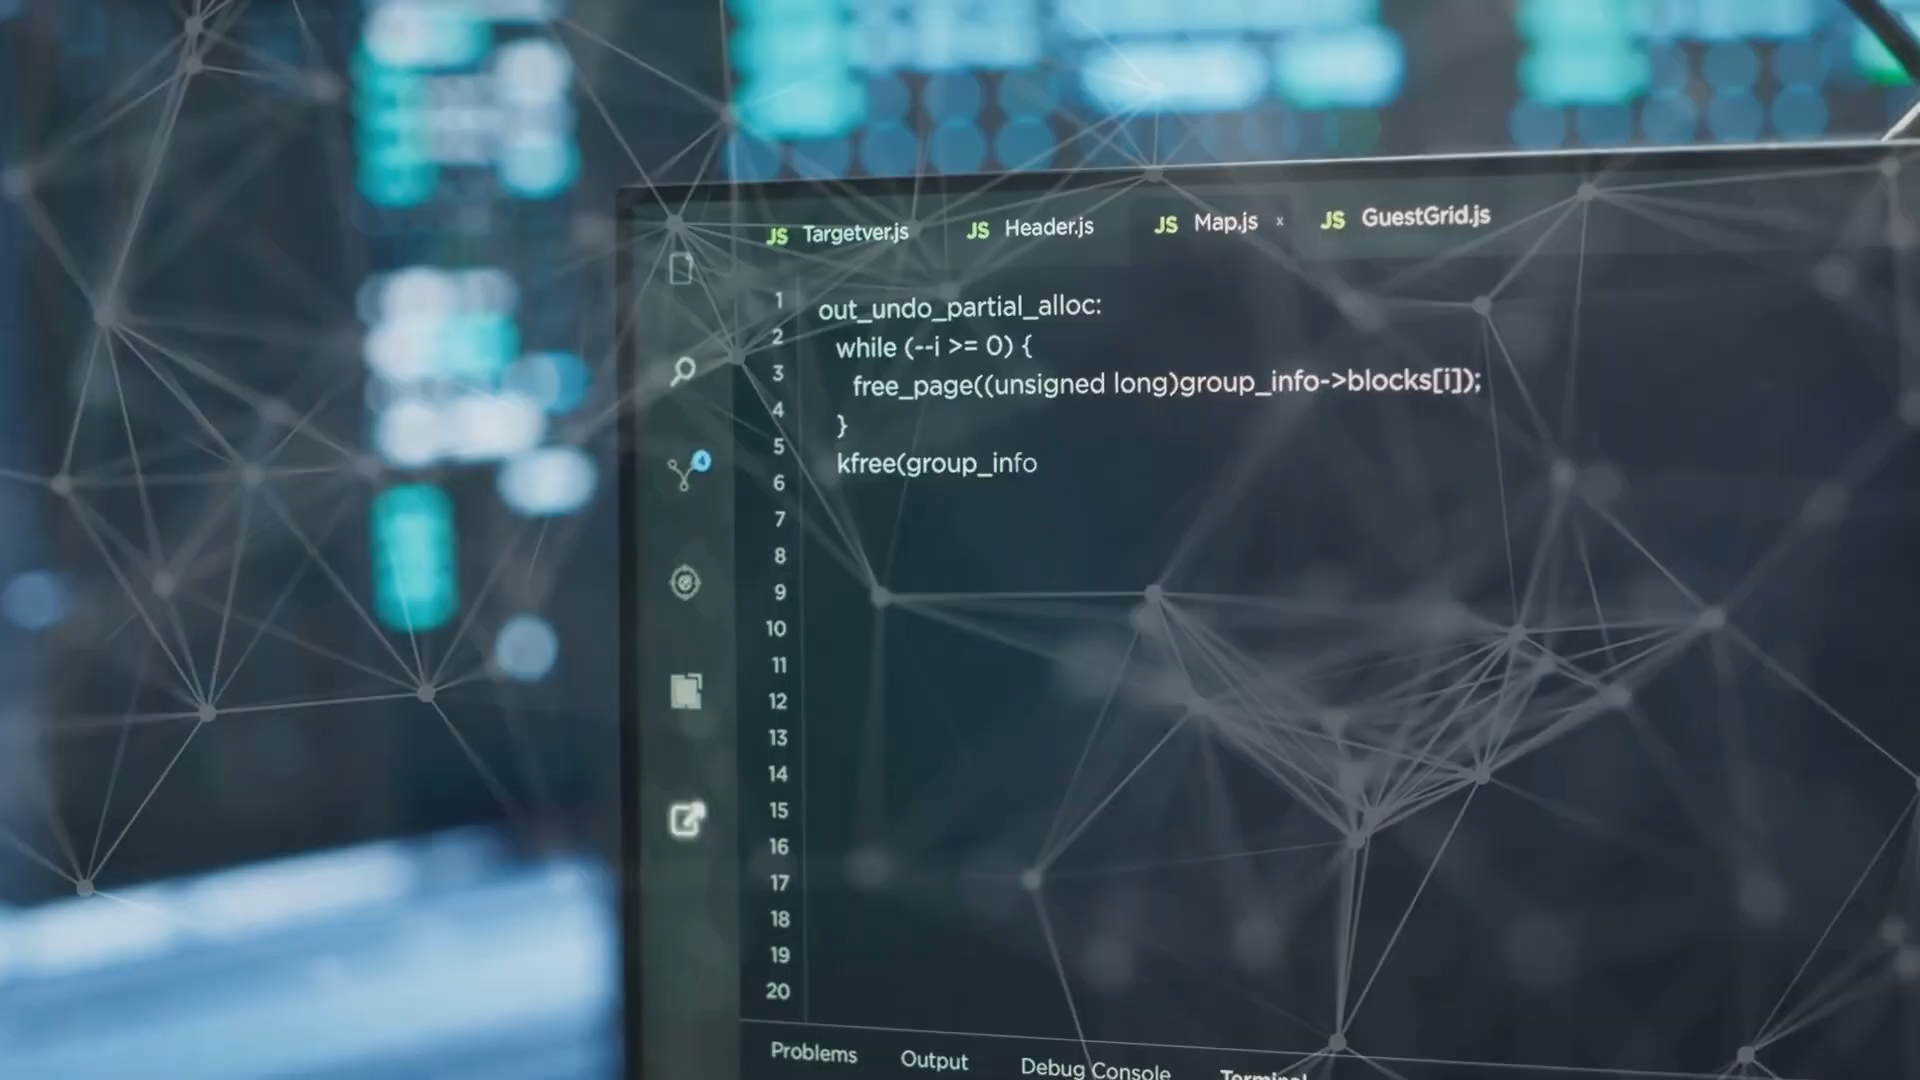 JS Targetver.js JS Header.js JS Map.js x JS GuestGrid.js
4
1 out_undo_partial_alloc:
2 while (--i >= 0) {
3 free_page((unsigned long)group_info->blocks[i]);
4 }
5 kfree(group_info
6
7
8
9
10
11
12
13
14
15
16
17
18
19
20
Problems Output Debug Console Terminal